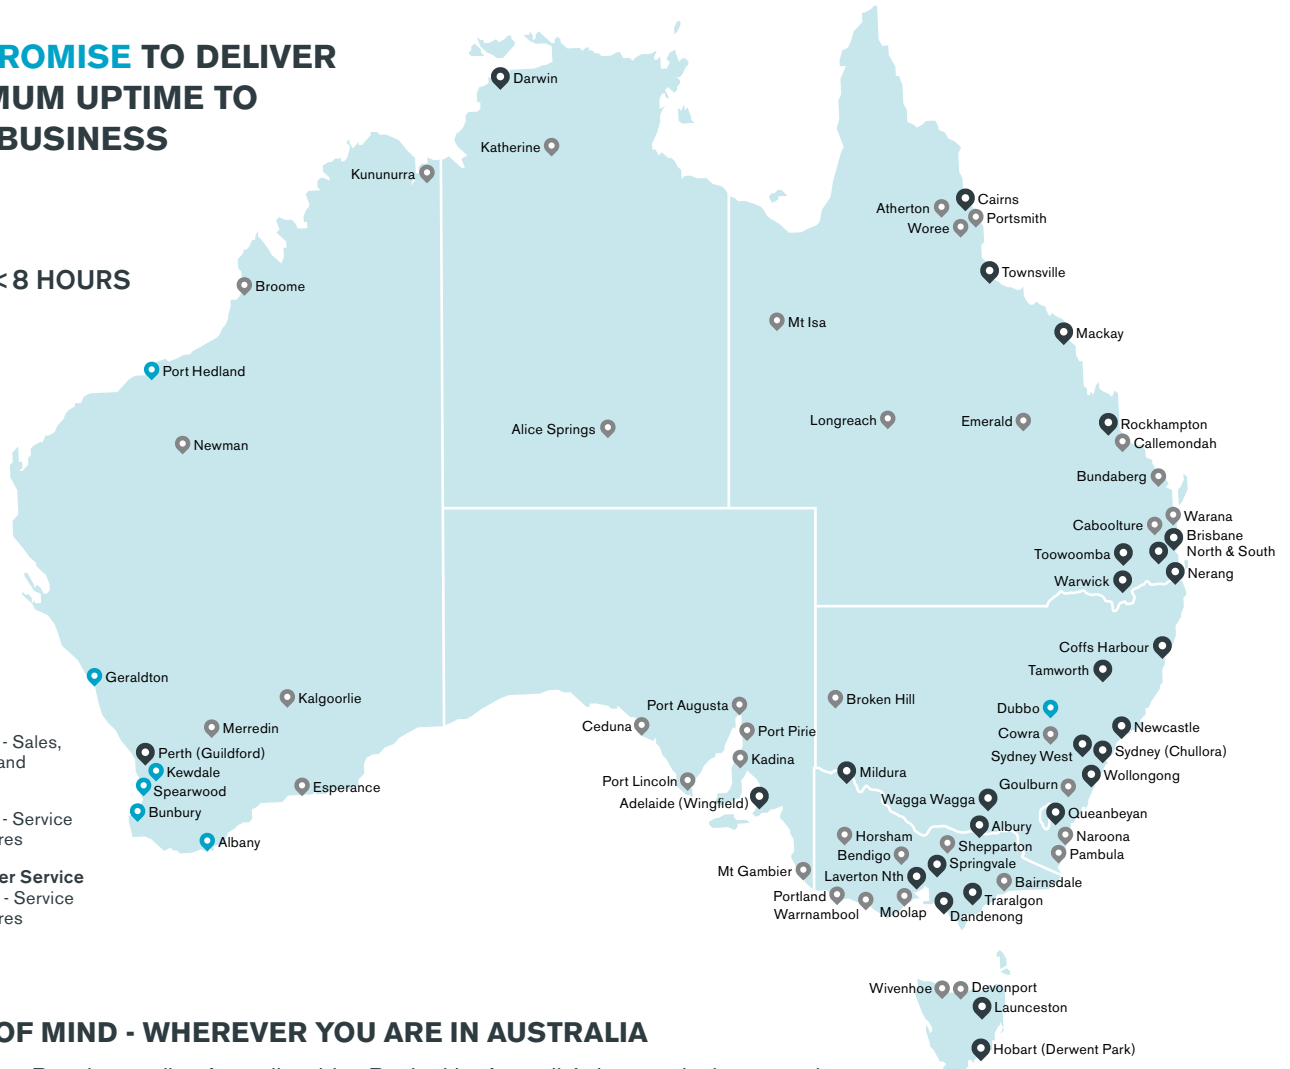 ROMISE TO DELIVER
MUM UPTIME TO
BUSINESS
<8 HOURS
Darwin
Katherine
Kununurra
Cairns
Atherton
Portsmith
Woree
Townsville
Broome
Mt Isa
Mackay
Port Hedland
Longreach
Emerald
Rockhampton
Alice Springs
Callemondah
Newman
Bundaberg
Warana
Caboolture
Brisbane
North & South
Toowoomba
Nerang
Warwick
Coffs Harbour
Tamworth
Geraldton
Kalgoorlie
Broken Hill
Port Augusta
Dubbo
Merredin
Ceduna
Port Pirie
Newcastle
Cowra
- Sales,
and
Perth (Guildford)
Sydney (Chullora)
Sydney West
Kadina
Kewdale
Mildura
Wollongong
Port Lincoln
Goulburn
Esperance
Spearwood
Adelaide (Wingfield)
Wagga Wagga
Bunbury
Queanbeyan
- Service
res
Albury
Horsham
Naroona
Albany
Shepparton
Bendigo
Pambula
Springvale
Mt Gambier
Laverton Nth
er Service
- Service
res
Bairnsdale
Portland
Traralgon
Warrnambool
Moolap
Dandenong
Wivenhoe
Devonport
Launceston
OF MIND - WHEREVER YOU ARE IN AUSTRALIA
Hobart (Derwent Park)